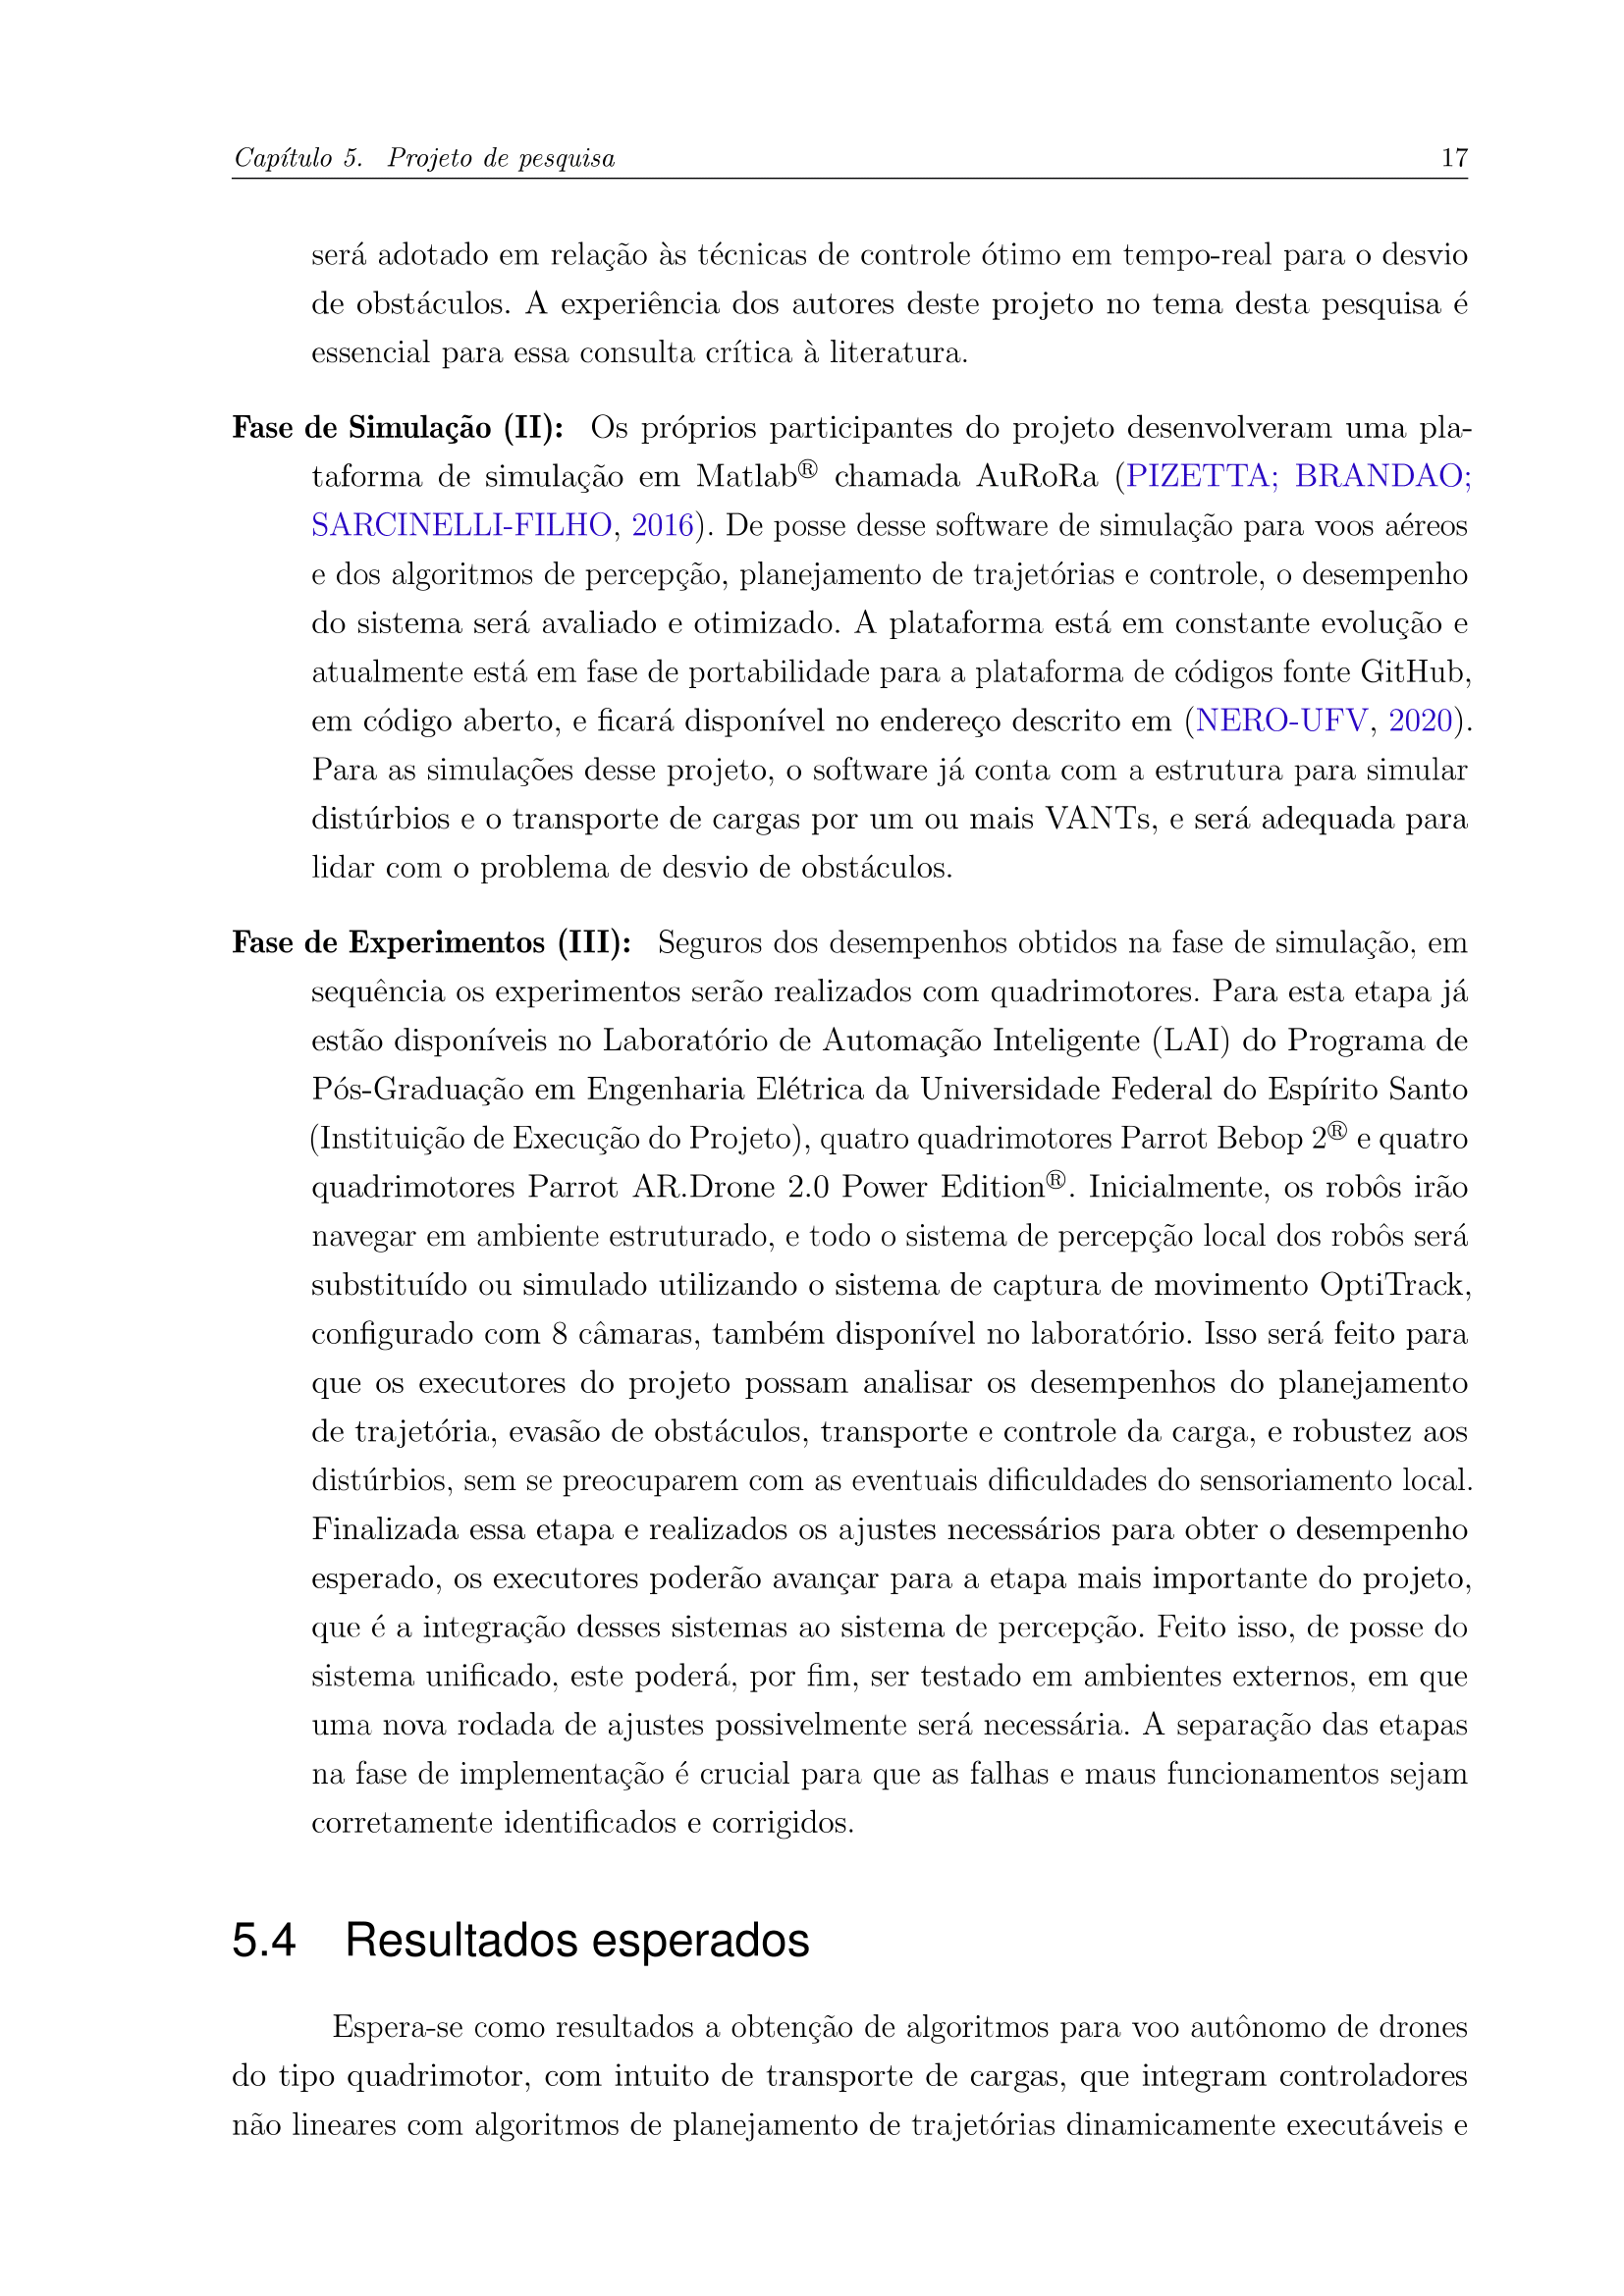 Capítulo 5. Projeto de pesquisa 17
será adotado em relação às técnicas de controle ótimo em tempo-real para o desvio
de obstáculos. A experiência dos autores deste projeto no tema desta pesquisa é
essencial para essa consulta crítica à literatura.
Fase de Simulação (II): Os próprios participantes do projeto desenvolveram uma pla-
taforma de simulação em Matlab® chamada AuRoRa (PIZETTA; BRANDAO;
SARCINELLI-FILHO, 2016). De posse desse software de simulação para voos aéreos
e dos algoritmos de percepção, planejamento de trajetórias e controle, o desempenho
do sistema será avaliado e otimizado. A plataforma está em constante evolução e
atualmente está em fase de portabilidade para a plataforma de códigos fonte GitHub,
em código aberto, e ficará disponível no endereço descrito em (NERO-UFV, 2020).
Para as simulações desse projeto, o software já conta com a estrutura para simular
distúrbios e o transporte de cargas por um ou mais VANTs, e será adequada para
lidar com o problema de desvio de obstáculos.
Fase de Experimentos (III): Seguros dos desempenhos obtidos na fase de simulação, em
sequência os experimentos serão realizados com quadrimotores. Para esta etapa já
estão disponíveis no Laboratório de Automação Inteligente (LAI) do Programa de
Pós-Graduação em Engenharia Elétrica da Universidade Federal do Espírito Santo
(Instituição de Execução do Projeto), quatro quadrimotores Parrot Bebop 2® e quatro
quadrimotores Parrot AR.Drone 2.0 Power Edition®. Inicialmente, os robôs irão
navegar em ambiente estruturado, e todo o sistema de percepção local dos robôs será
substituído ou simulado utilizando o sistema de captura de movimento OptiTrack,
configurado com 8 câmaras, também disponível no laboratório. Isso será feito para
que os executores do projeto possam analisar os desempenhos do planejamento
de trajetória, evasão de obstáculos, transporte e controle da carga, e robustez aos
distúrbios, sem se preocuparem com as eventuais dificuldades do sensoriamento local.
Finalizada essa etapa e realizados os ajustes necessários para obter o desempenho
esperado, os executores poderão avançar para a etapa mais importante do projeto,
que é a integração desses sistemas ao sistema de percepção. Feito isso, de posse do
sistema unificado, este poderá, por fim, ser testado em ambientes externos, em que
uma nova rodada de ajustes possivelmente será necessária. A separação das etapas
na fase de implementação é crucial para que as falhas e maus funcionamentos sejam
corretamente identificados e corrigidos.
5.4 Resultados esperados
Espera-se como resultados a obtenção de algoritmos para voo autônomo de drones
do tipo quadrimotor, com intuito de transporte de cargas, que integram controladores
não lineares com algoritmos de planejamento de trajetórias dinamicamente executáveis e